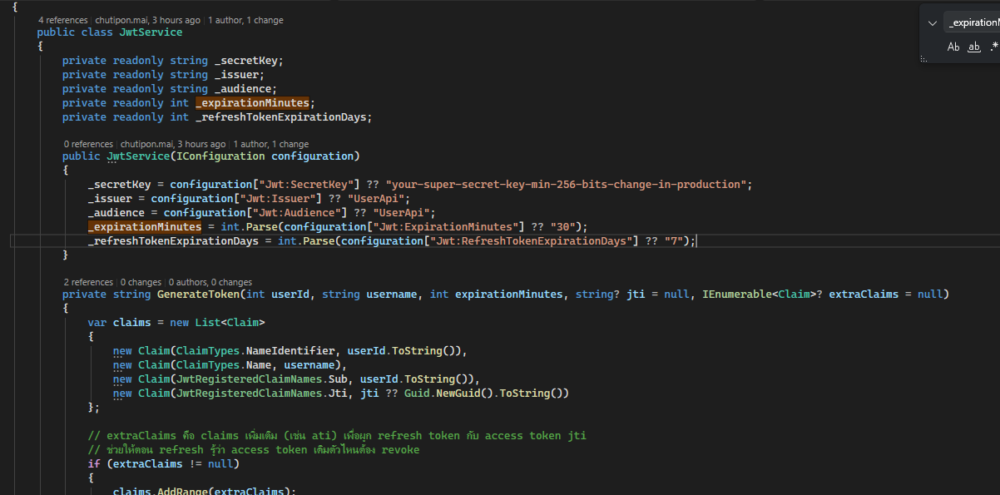 {
4 references | chutipon.mai, 3 hours ago | 1 author, 1 change
public class JwtService
{
private readonly string _secretKey;
private readonly string _issuer;
private readonly string _audience;
private readonly int _expirationMinutes;
private readonly int _refreshTokenExpirationDays;
0 references | chutipon.mai, 3 hours ago | 1 author, 1 change
public JwtService(IConfiguration configuration)
{
_secretKey = configuration["Jwt:SecretKey"] ?? "your-super-secret-key-min-256-bits-change-in-production";
_issuer = configuration["Jwt:Issuer"] ?? "UserApi";
_audience = configuration["Jwt:Audience"] ?? "UserApi";
_expirationMinutes = int.Parse(configuration["Jwt:ExpirationMinutes"] ?? "30");
_refreshTokenExpirationDays = int.Parse(configuration["Jwt:RefreshTokenExpirationDays"] ?? "7");
}
2 references | 0 changes | 0 authors, 0 changes
private string GenerateToken(int userId, string username, int expirationMinutes, string? jti = null, IEnumerable<Claim>? extraClaims = null)
{
var claims = new List<Claim>
{
new Claim(ClaimTypes.NameIdentifier, userId.ToString()),
new Claim(ClaimTypes.Name, username),
new Claim(JwtRegisteredClaimNames.Sub, userId.ToString()),
new Claim(JwtRegisteredClaimNames.Jti, jti ?? Guid.NewGuid().ToString())
};
// extraClaims คือ claims เพิ่มเติม (เช่น ati) เพื่อผูก refresh token กับ access token jti
// ช่วยให้ตอน refresh รู้ว่า access token เดิมตัวไหนต้อง revoke
if (extraClaims != null)
{
claims.AddRange(extraClaims);
_expirationM
Ab ab .*